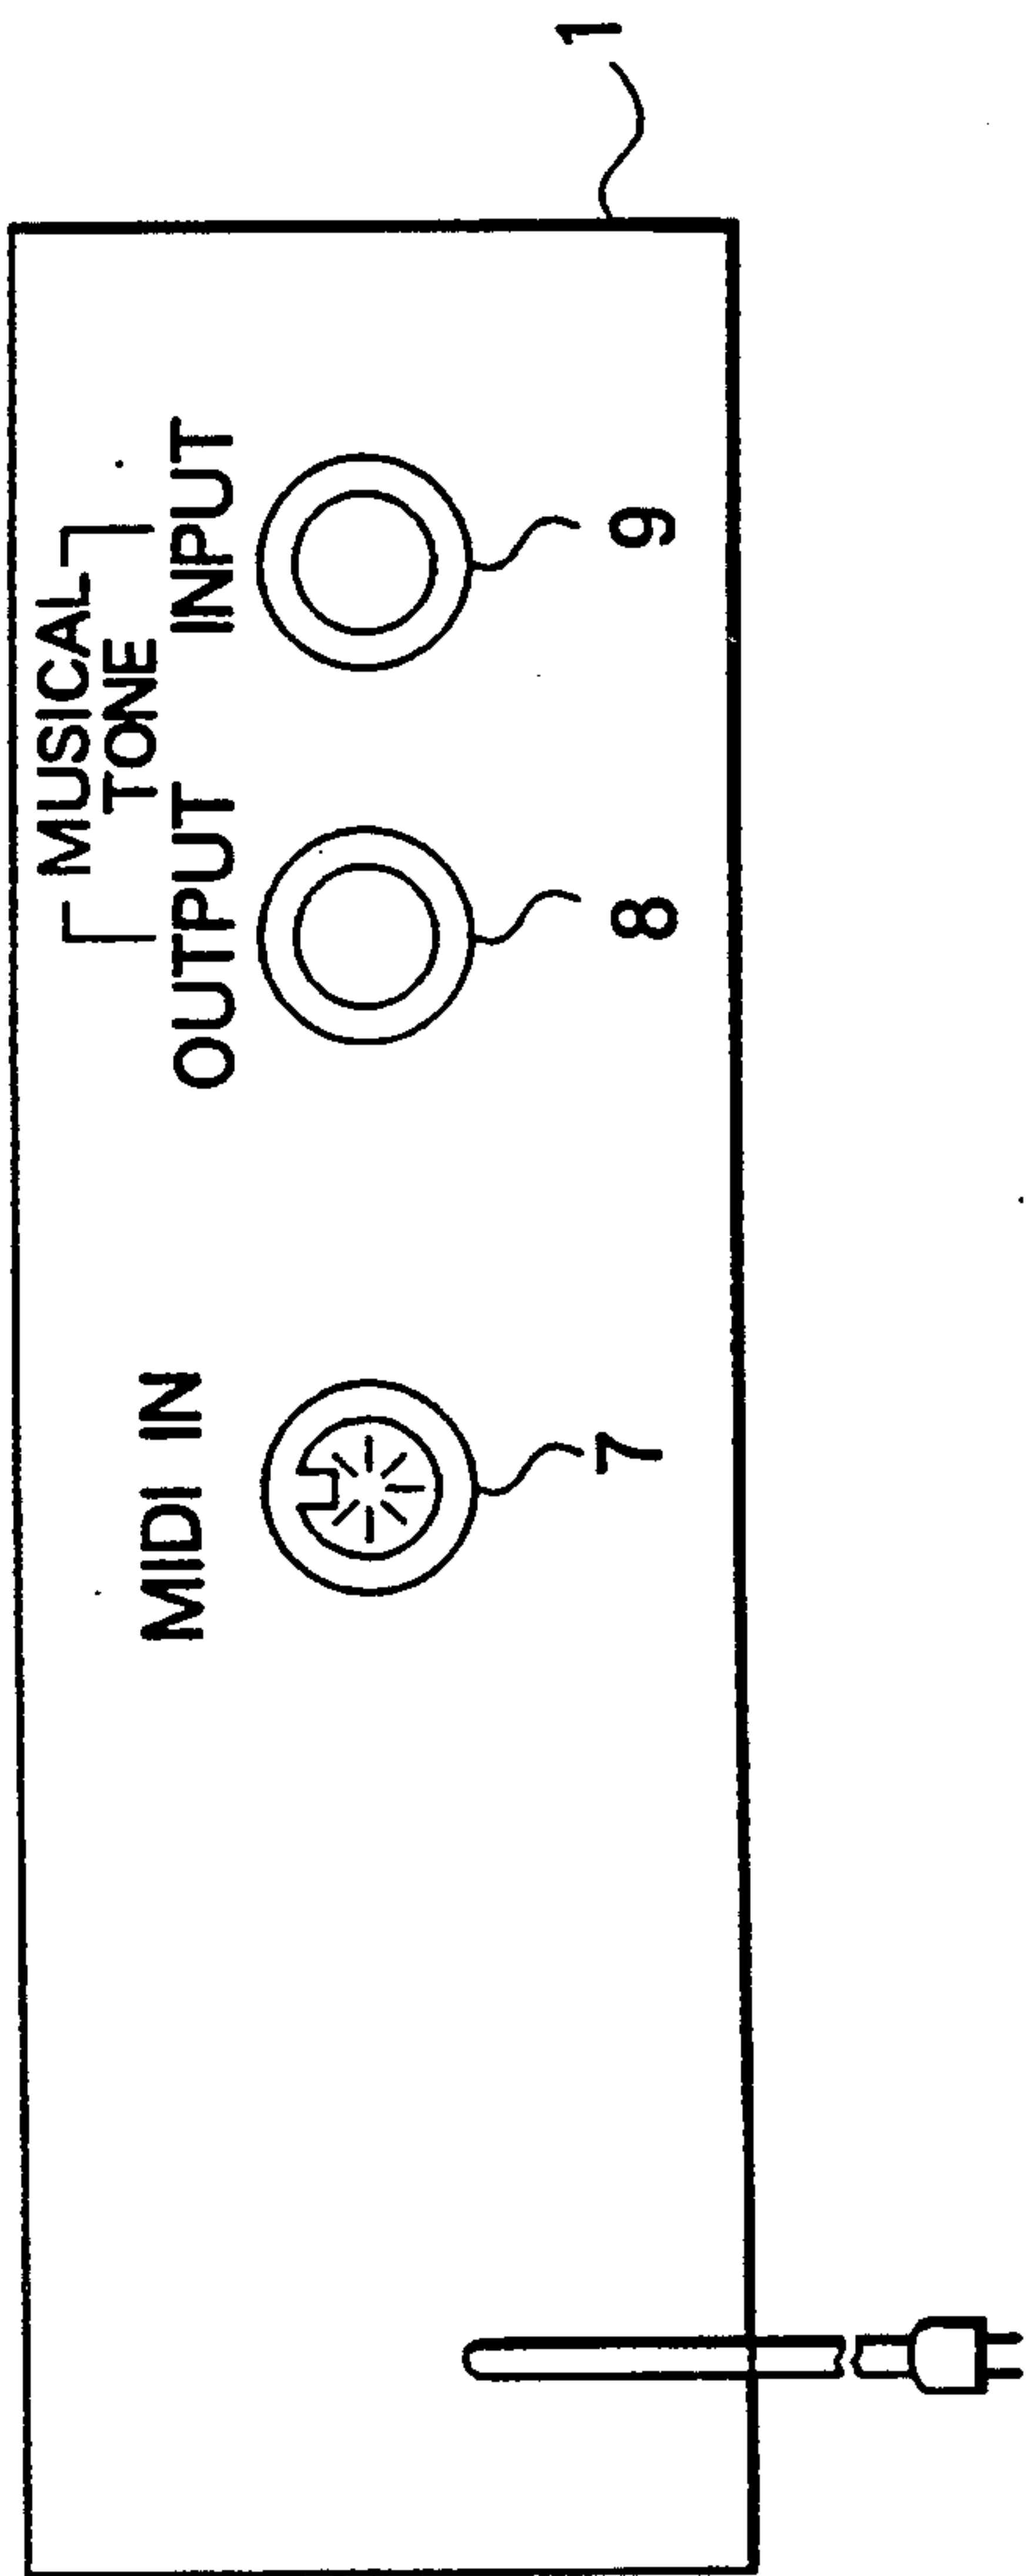 MUSICAL
TONE
MIDI IN
OUTPUT
INPUT
7
8
9
1